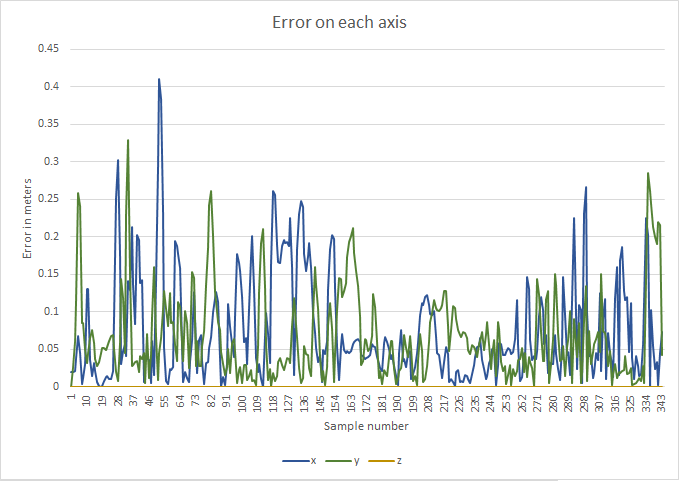 Error on each axis
0.45
0.4
0.35
0.3
0.25
0.2
0.15
0.1
0.05
0
Error in meters
1 10 19 28 37 46 55 64 73 82 91 100 109 118 127 136 145 154 163 172 181 190 199 208 217 226 235 244 253 262 271 280 289 298 307 316 325 334 343
Sample number
x y z